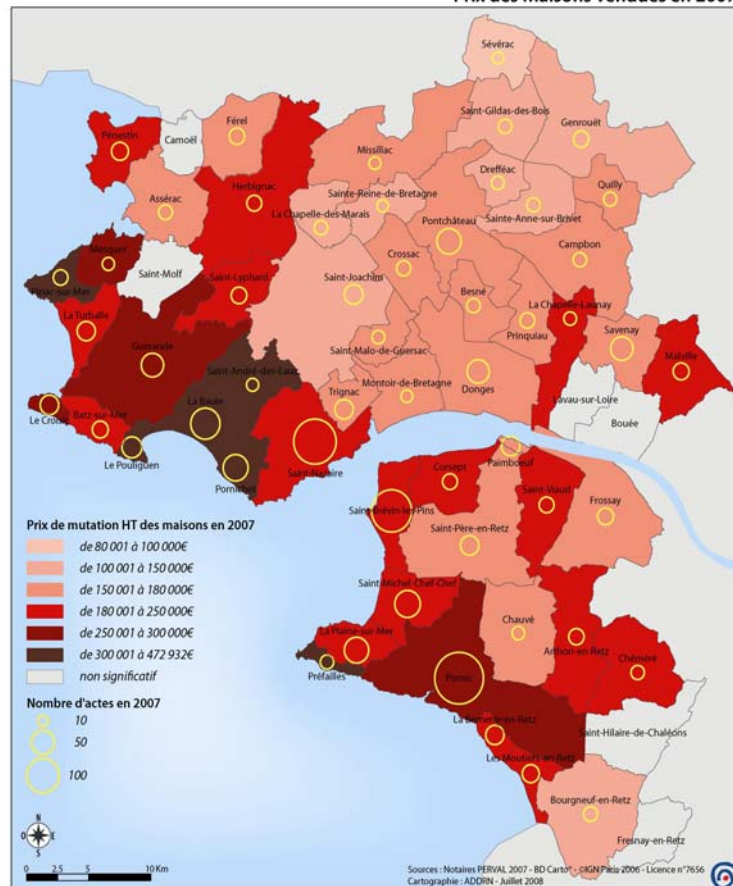 Prix des maisons vendues en 2007
Sévérac
Saint-Gildas-des-Bois
Genrouët
Férel
Camoël
Pénestin
Missillac
Drefféac
Quilly
Herbignac
Sainte-Reine-de-Bretagne
Assérac
La Chapelle-des-Marais
Sainte-Anne-sur-Brivet
Pontchâteau
Campbon
Mesquer
Crossac
Saint-Molf
Piriac-sur-Mer
Saint-Lyphard
Saint-Joachim
Besné
La Chapelle-Launay
La Turballe
Prinquiau
Saint-Malo-de-Guersac
Savenay
Guérande
Malville
Saint-André-des-Eaux
Montoir-de-Bretagne
Donges
Trignac
Lavau-sur-Loire
Le Croisic
La Baule
Batz-sur-Mer
Bouée
Le Pouliguen
Saint-Nazaire
Pornichet
Paimboeuf
Corsept
Saint-Viaud
Frossay
Saint-Brévin-les-Pins
Saint-Père-en-Retz
Saint-Michel-Chef-Chef
Chauvé
La Plaine-sur-Mer
Arthon-en-Retz
Chéméré
Préfailles
Pornic
La Bernerie-en-Retz
Saint-Hilaire-de-Chaléons
Les Moutiers-en-Retz
Bourgneuf-en-Retz
Fresnay-en-Retz
Prix de mutation HT des maisons en 2007
de 80 001 à 100 000€
de 100 001 à 150 000€
de 150 001 à 180 000€
de 180 001 à 250 000€
de 250 001 à 300 000€
de 300 001 à 472 932€
non significatif
Nombre d'actes en 2007
10
50
100
N
O E
S
0 2.5 5 10 Km
Sources : Notaires PERVAL 2007 - BD Carto® - ©IGN Paris 2006 - Licence n°7656
Cartographie : ADDRN - Juillet 2008